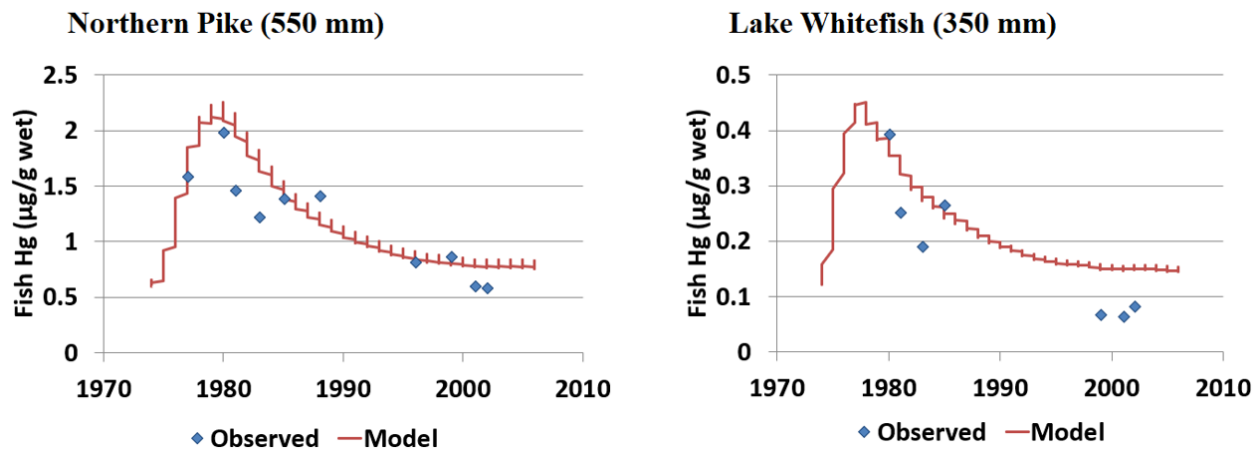 Northern Pike (550 mm)
Fish Hg (µg/g wet)
2.5
2
1.5
1
0.5
0
1970 1980 1990 2000 2010
Observed Model
Lake Whitefish (350 mm)
Fish Hg (µg/g wet)
0.5
0.4
0.3
0.2
0.1
0
1970 1980 1990 2000 2010
Observed Model